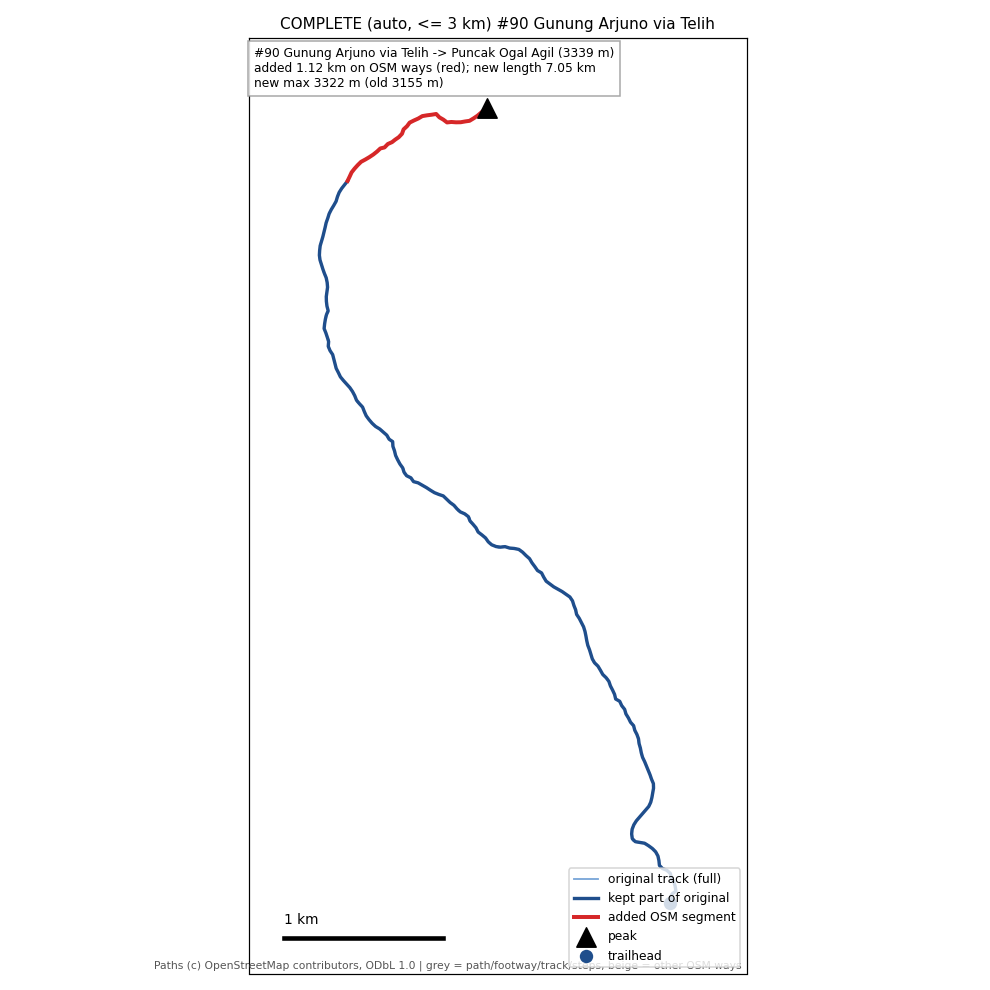 COMPLETE (auto, <= 3 km) #90 Gunung Arjuno via Telih
#90 Gunung Arjuno via Telih -> Puncak Ogal Agil (3339 m)
added 1.12 km on OSM ways (red); new length 7.05 km
new max 3322 m (old 3155 m)
original track (full)
kept part of original
added OSM segment
peak
trailhead
1 km
Paths (c) OpenStreetMap contributors, ODbL 1.0 | grey = path/footway/track/steps, beige = other OSM ways